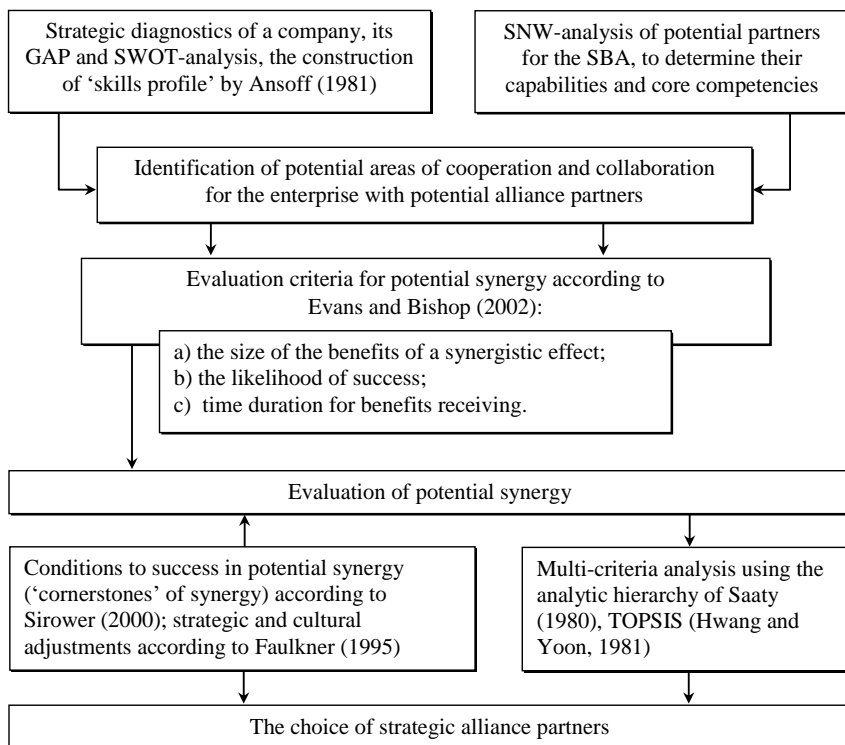 Strategic diagnostics of a company, its
GAP and SWOT-analysis, the construction
of ‘skills profile’ by Ansoff (1981)
SNW-analysis of potential partners
for the SBA, to determine their
capabilities and core competencies
Identification of potential areas of cooperation and collaboration
for the enterprise with potential alliance partners
Evaluation criteria for potential synergy according to
Evans and Bishop (2002):
a) the size of the benefits of a synergistic effect;
b) the likelihood of success;
c) time duration for benefits receiving.
Evaluation of potential synergy
Conditions to success in potential synergy
(‘cornerstones’ of synergy) according to
Sirower (2000); strategic and cultural
adjustments according to Faulkner (1995)
Multi-criteria analysis using the
analytic hierarchy of Saaty
(1980), TOPSIS (Hwang and
Yoon, 1981)
The choice of strategic alliance partners